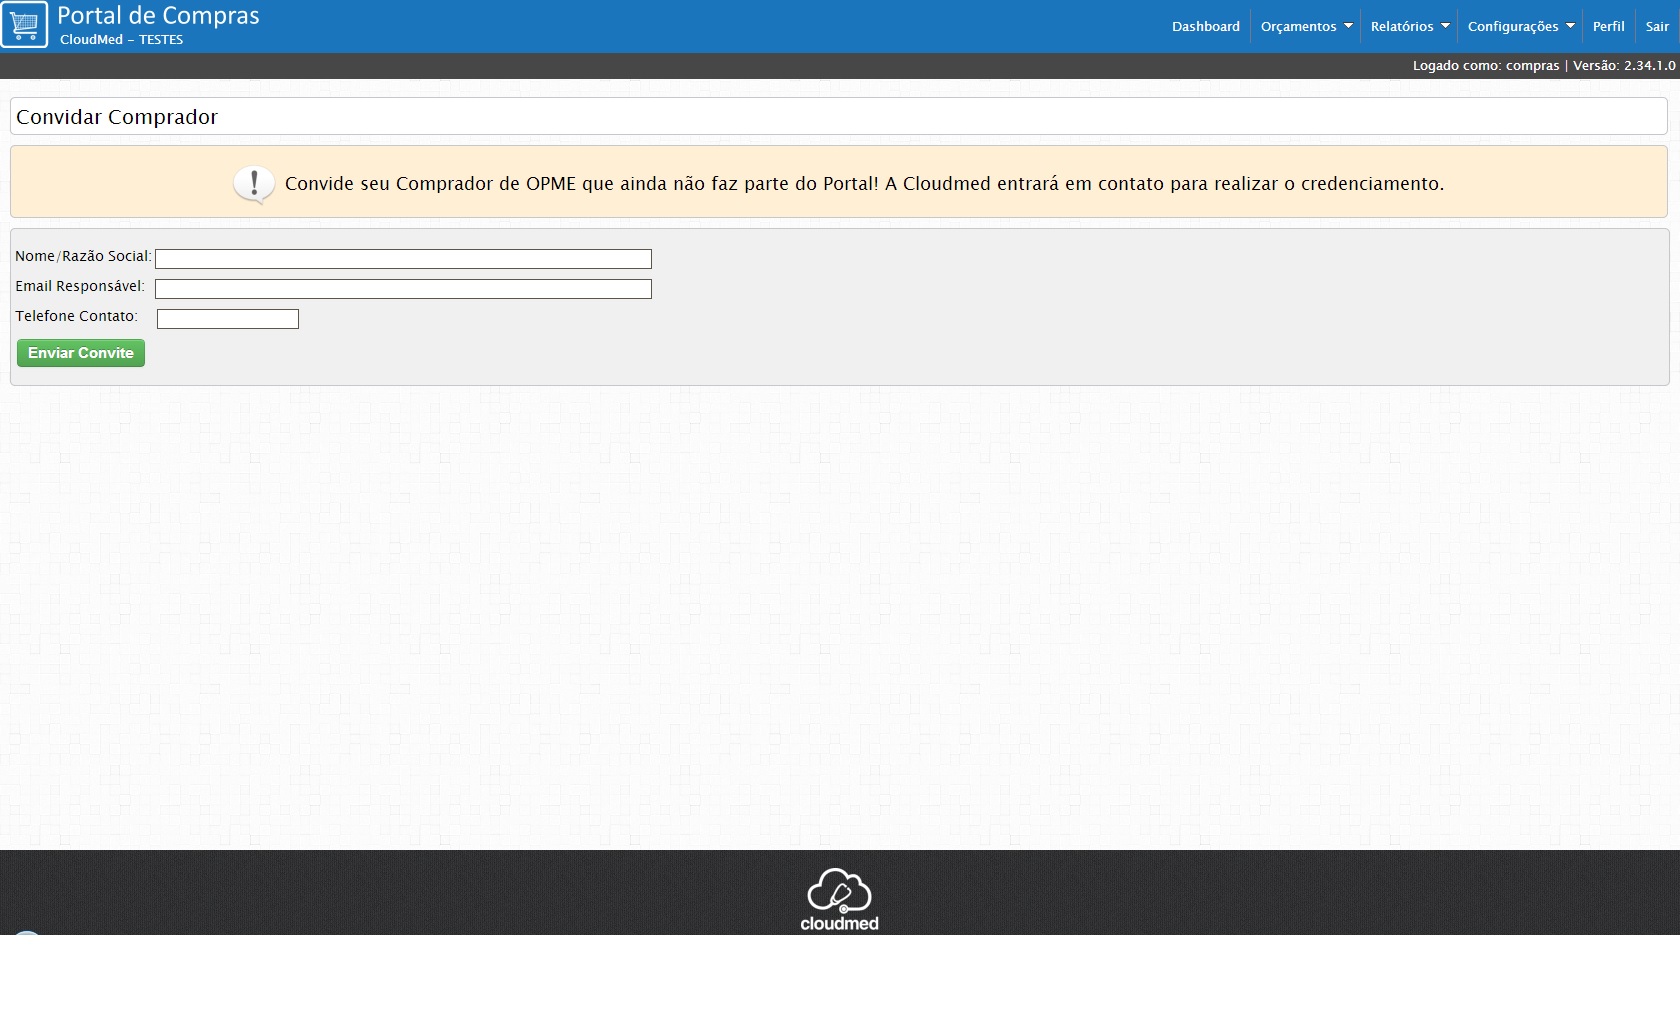 Portal de Compras
CloudMed - TESTES
Dashboard Orçamentos Relatórios Configurações Perfil Sair
Logado como: compras | Versão: 2.34.1.0
Convidar Comprador
Convide seu Comprador de OPME que ainda não faz parte do Portal! A Cloudmed entrará em contato para realizar o credenciamento.
Nome/Razão Social:
Email Responsável:
Telefone Contato:
Enviar Convite
cloudmed